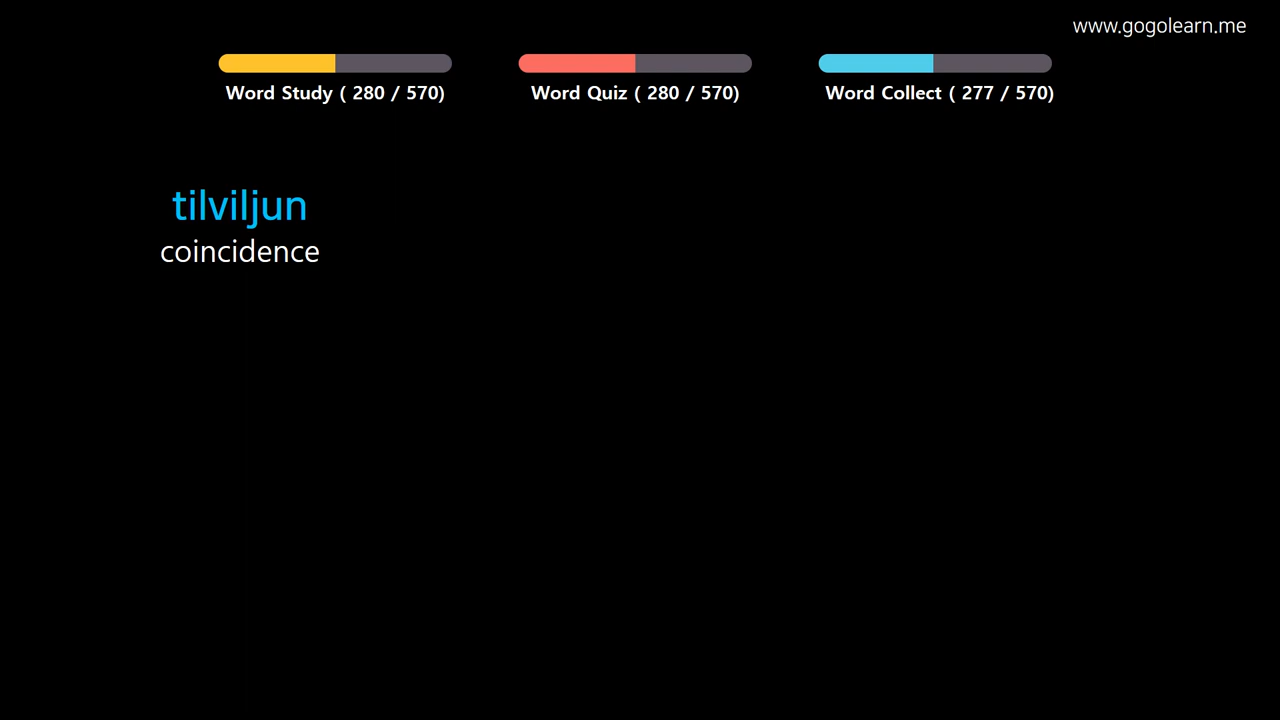 www.gogolearn.me
Word Study ( 280 / 570)
Word Quiz ( 280 / 570)
Word Collect ( 277 / 570)
tilviljun
coincidence